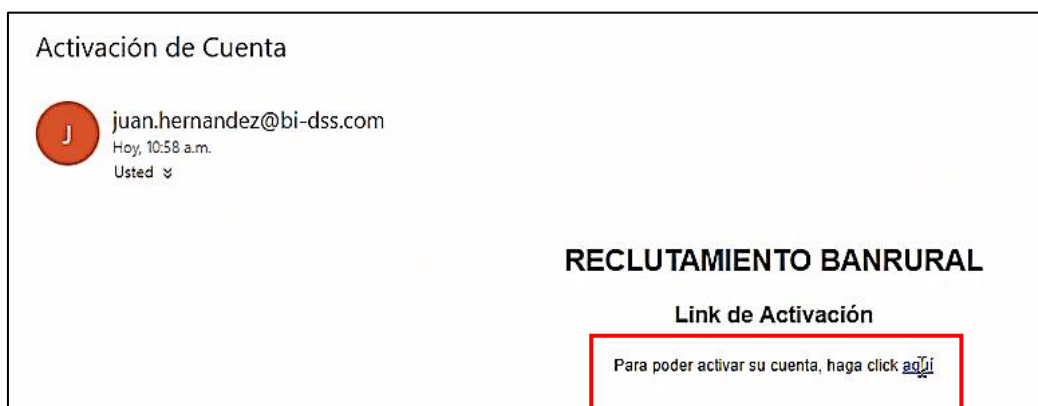 Activación de Cuenta
J
juan.hernandez@bi-dss.com
Hoy, 10:58 a.m.
Usted
RECLUTAMIENTO BANRURAL
Link de Activación
Para poder activar su cuenta, haga click aquí